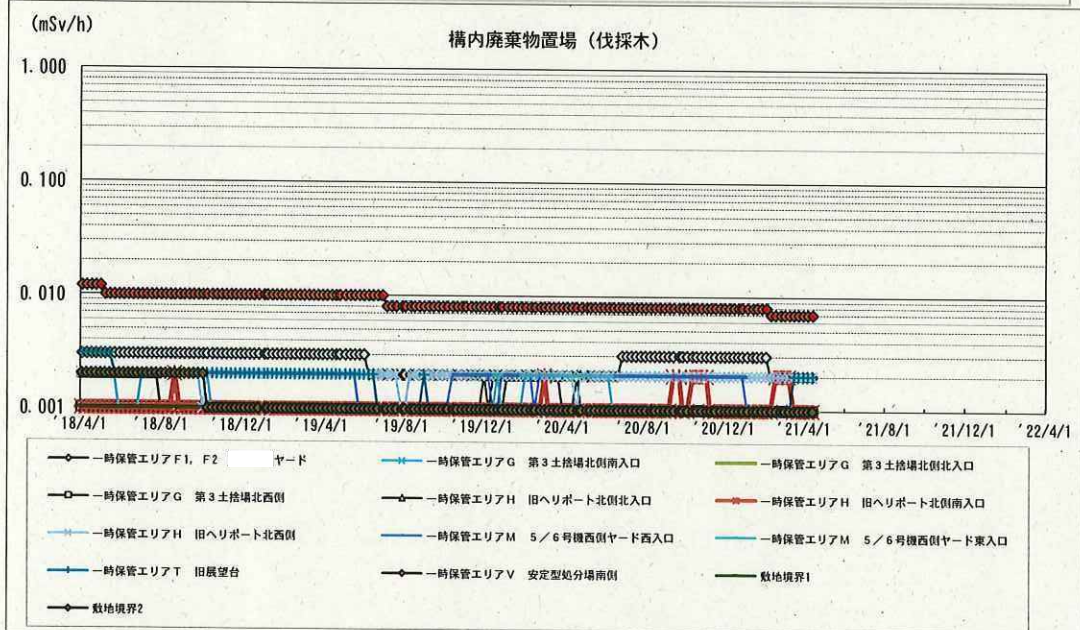 (mSv/h)
構内廃棄物置場（伐採木）
1.000
0.100
0.010
0.001
'18/4/1 '18/8/1 '18/12/1 '19/4/1 '19/8/1 '19/12/1 '20/4/1 '20/8/1 '20/12/1 '21/4/1 '21/8/1 '21/12/1 '22/4/1
一時保管エリアF1, F2 ヤード
一時保管エリアG 第3土捨場北側南入口
一時保管エリアG 第3土捨場北側北入口
一時保管エリアG 第3土捨場北西側
一時保管エリアH 旧ヘリポート北側北入口
一時保管エリアH 旧ヘリポート北側南入口
一時保管エリアH 旧ヘリポート北西側
一時保管エリアM 5／6号機西側ヤード西入口
一時保管エリアM 5／6号機西側ヤード東入口
一時保管エリアT 旧展望台
一時保管エリアV 安定型処分場南側
敷地境界1
敷地境界2